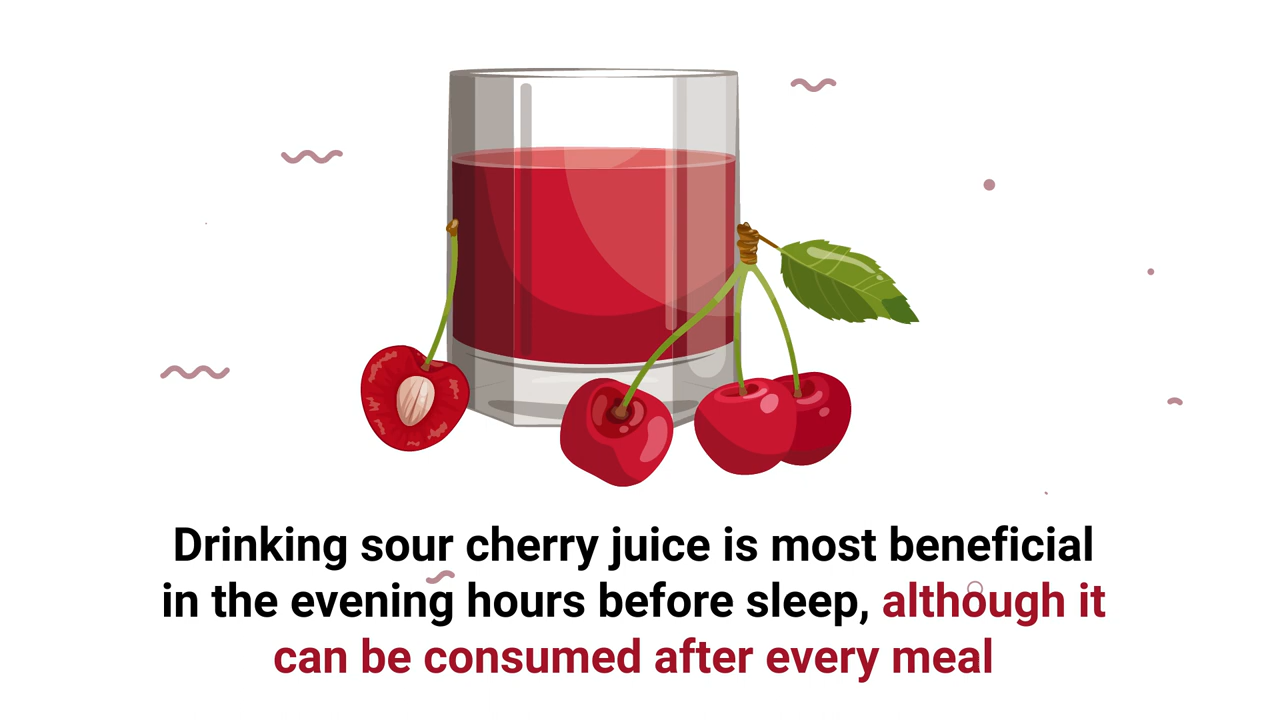 Drinking sour cherry juice is most beneficial
in the evening hours before sleep, although it
can be consumed after every meal